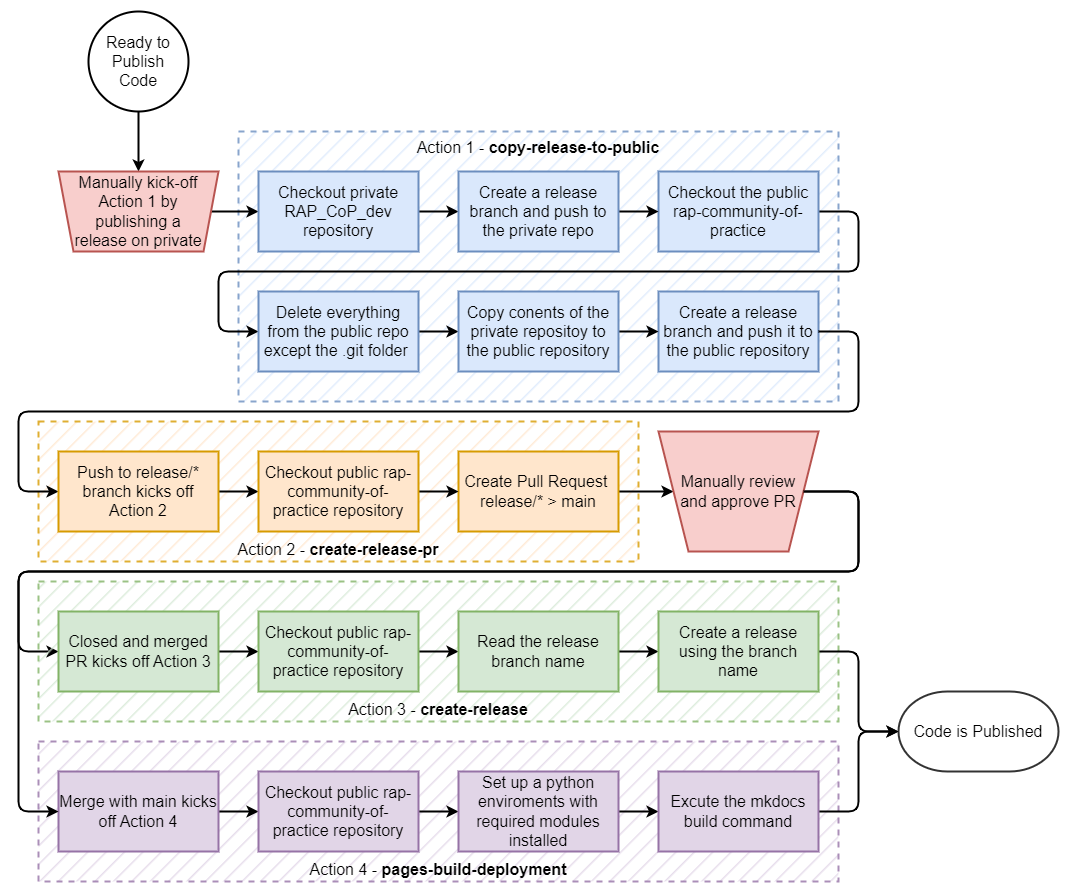 Ready to
Publish
Code
Action 1 - copy-release-to-public
Manually kick-off
Action 1 by
publishing a
release on private
Checkout private
RAP_CoP_dev
repository
Create a release
branch and push to
the private repo
Checkout the public
rap-community-of-
practice
Delete everything
from the public repo
except the .git folder
Copy conents of the
private repositoy to
the public repository
Create a release
branch and push it to
the public repository
Push to release/*
branch kicks off
Action 2
Checkout public rap-
community-of-
practice repository
Create Pull Request
release/* > main
Manually review
and approve PR
Action 2 - create-release-pr
Closed and merged
PR kicks off Action 3
Checkout public rap-
community-of-
practice repository
Read the release
branch name
Create a release
using the branch
name
Action 3 - create-release
Code is Published
Merge with main kicks
off Action 4
Checkout public rap-
community-of-
practice repository
Set up a python
enviroments with
required modules
installed
Excute the mkdocs
build command
Action 4 - pages-build-deployment